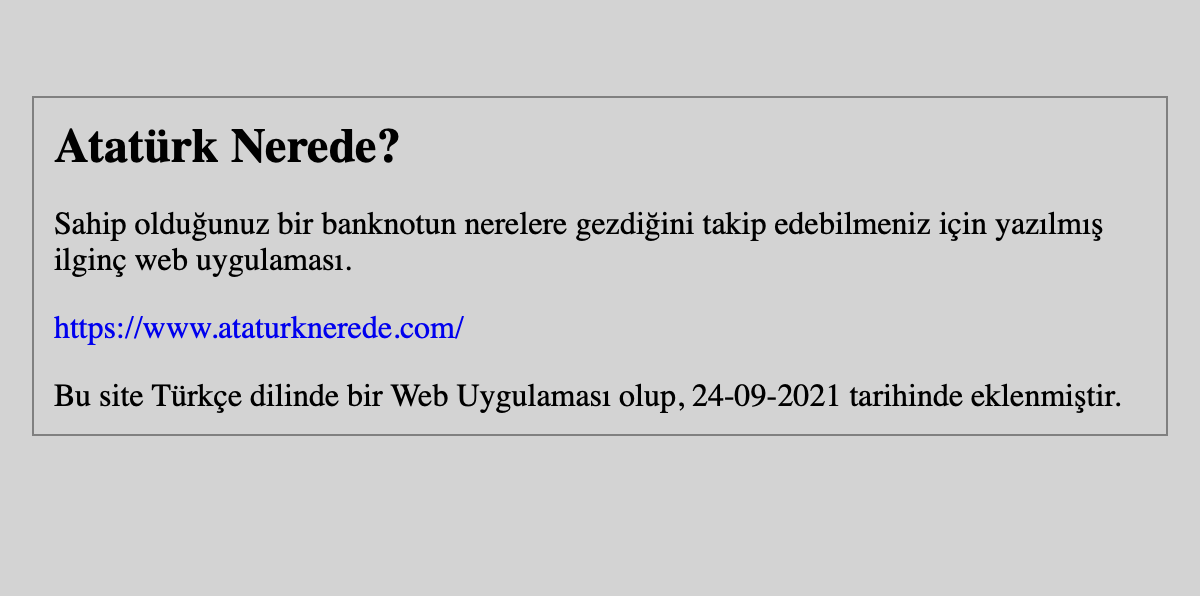 Atatürk Nerede?
Sahip olduğunuz bir banknotun nerelere gezdiğini takip edebilmeniz için yazılmış
ilginç web uygulaması.
https://www.ataturknerede.com/
Bu site Türkçe dilinde bir Web Uygulaması olup, 24-09-2021 tarihinde eklenmiştir.